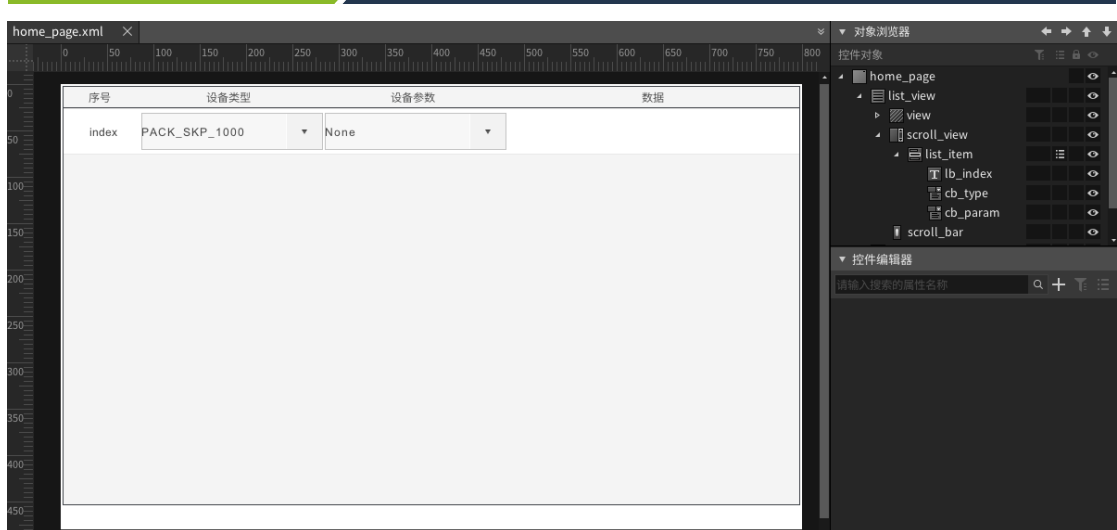 home_page.xml
0 50 100 150 200 250 300 350 400 450 500 550 600 650 700 750 800
0
50
100
150
200
250
300
350
400
450
序号 设备类型 设备参数 数据
index PACK_SKP_1000 None
对象浏览器
控件对象
home_page
list_view
view
scroll_view
list_item
lb_index
cb_type
cb_param
scroll_bar
控件编辑器
请输入搜索的属性名称